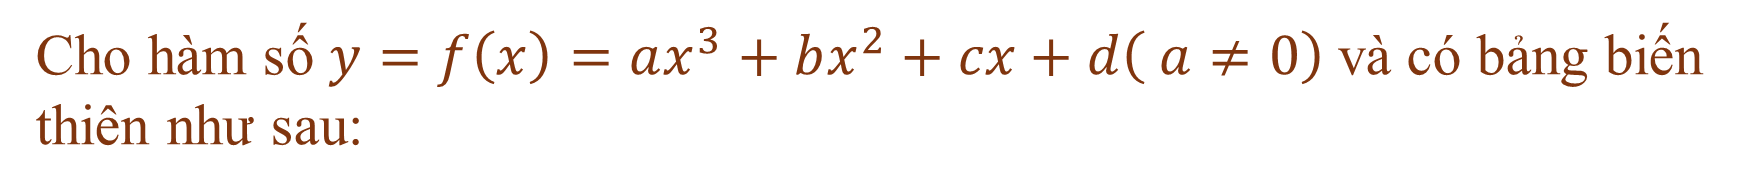 Cho hàm số y = f(x) = ax³ + bx² + cx + d( a ≠ 0) và có bảng biến
thiên như sau: